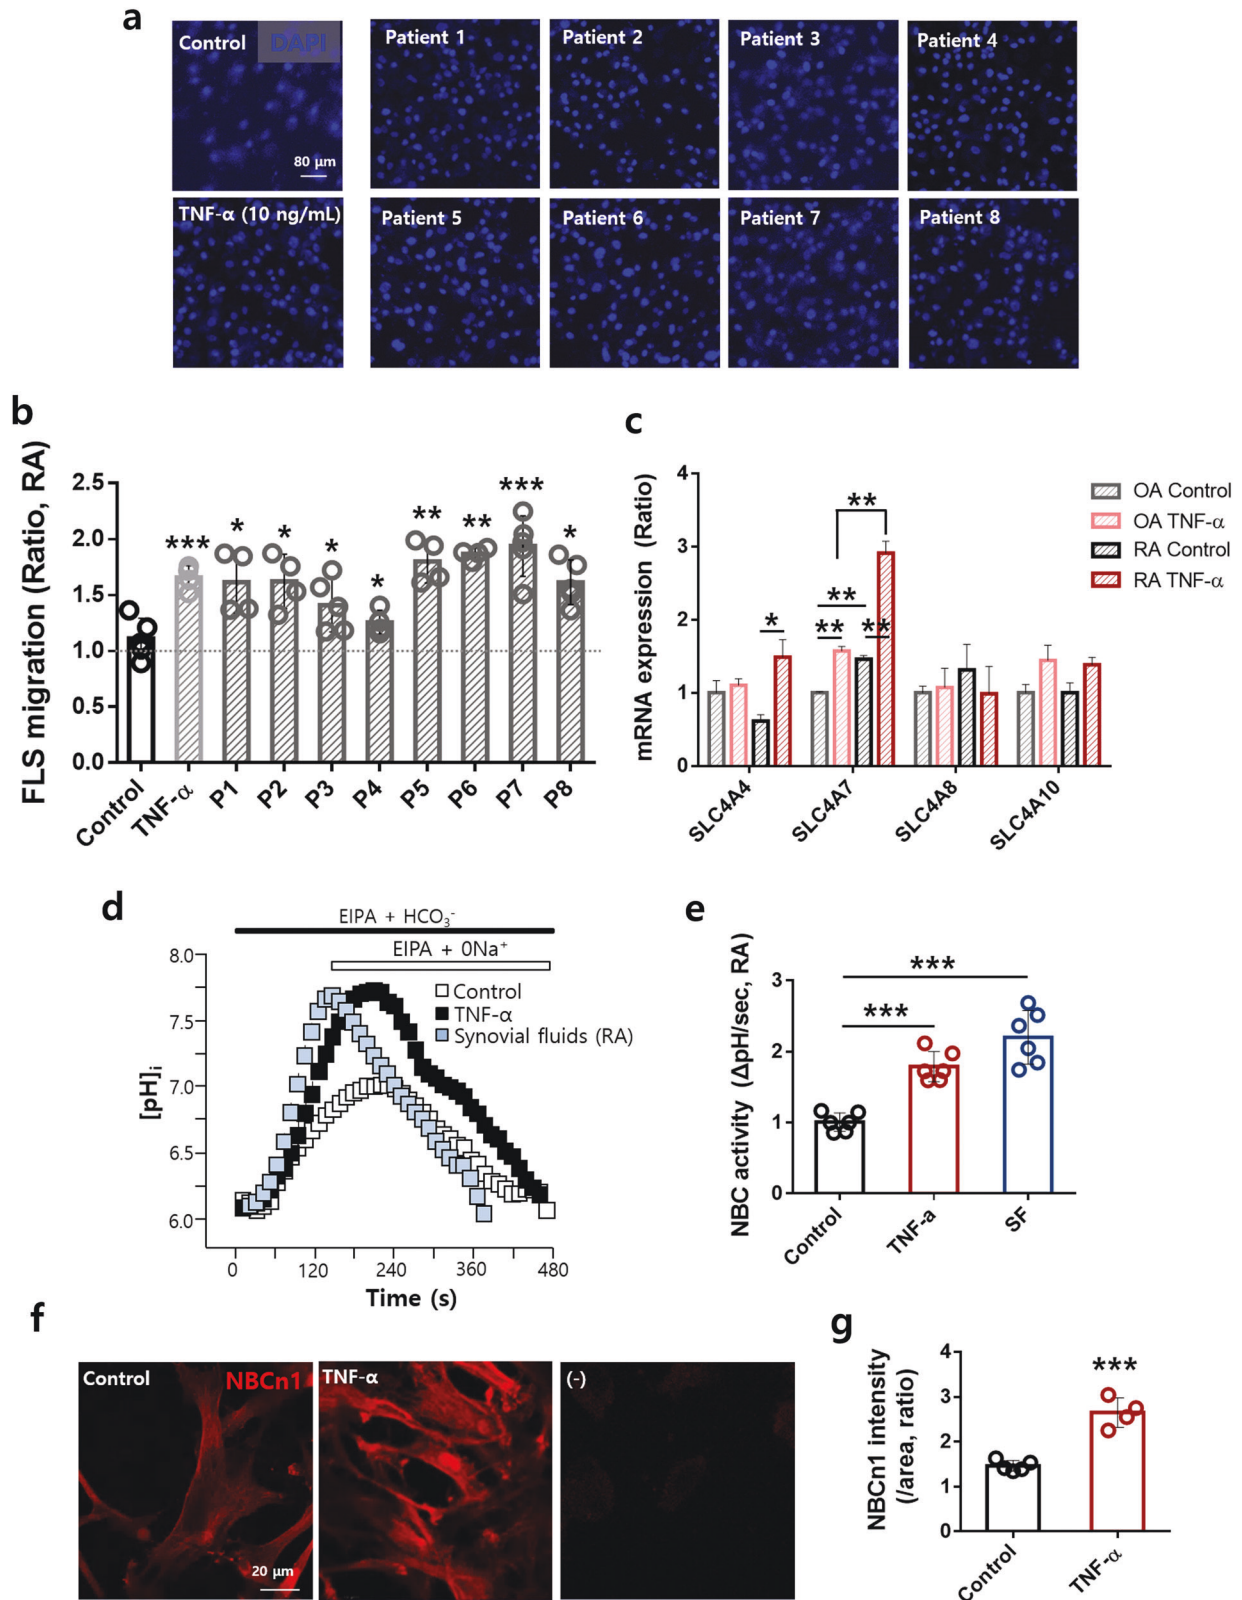 a
Control
DAPI
80 μm
Patient 1
Patient 2
Patient 3
Patient 4
TNF-α (10 ng/mL)
Patient 5
Patient 6
Patient 7
Patient 8
b
FLS migration (Ratio, RA)
2.5
2.0
1.5
1.0
0.5
0.0
***
*
*
*
*
**
**
***
*
Control
TNF-α
P1
P2
P3
P4
P5
P6
P7
P8
c
mRNA expression (Ratio)
4
3
2
1
0
*
**
**
**
**
OA Control
OA TNF-α
RA Control
RA TNF-α
SLC4A4
SLC4A7
SLC4A8
SLC4A10
d
EIPA + HCO₃⁻
EIPA + 0Na⁺
[pH]i
8.0
7.5
7.0
6.5
6.0
Control
TNF-α
Synovial fluids (RA)
0
120
240
360
480
Time (s)
e
NBC activity (ΔpH/sec, RA)
3
2
1
0
***
***
Control
TNF-a
SF
f
Control
NBCn1
20 μm
TNF-α
(-)
g
NBCn1 intensity
(/area, ratio)
4
3
2
1
0
***
Control
TNF-α